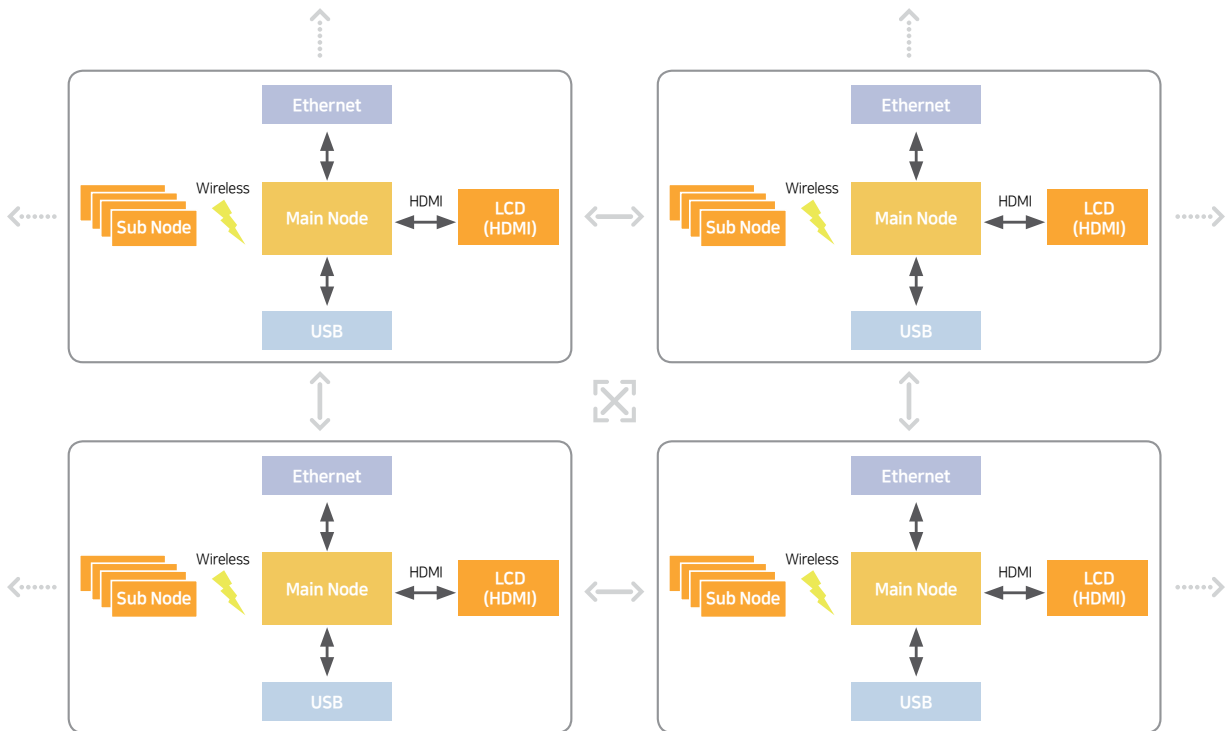 Ethernet
Wireless
Sub Node
Main Node
HDMI
LCD
(HDMI)
USB
Ethernet
Wireless
Sub Node
Main Node
HDMI
LCD
(HDMI)
USB
Ethernet
Wireless
Sub Node
Main Node
HDMI
LCD
(HDMI)
USB
Ethernet
Wireless
Sub Node
Main Node
HDMI
LCD
(HDMI)
USB